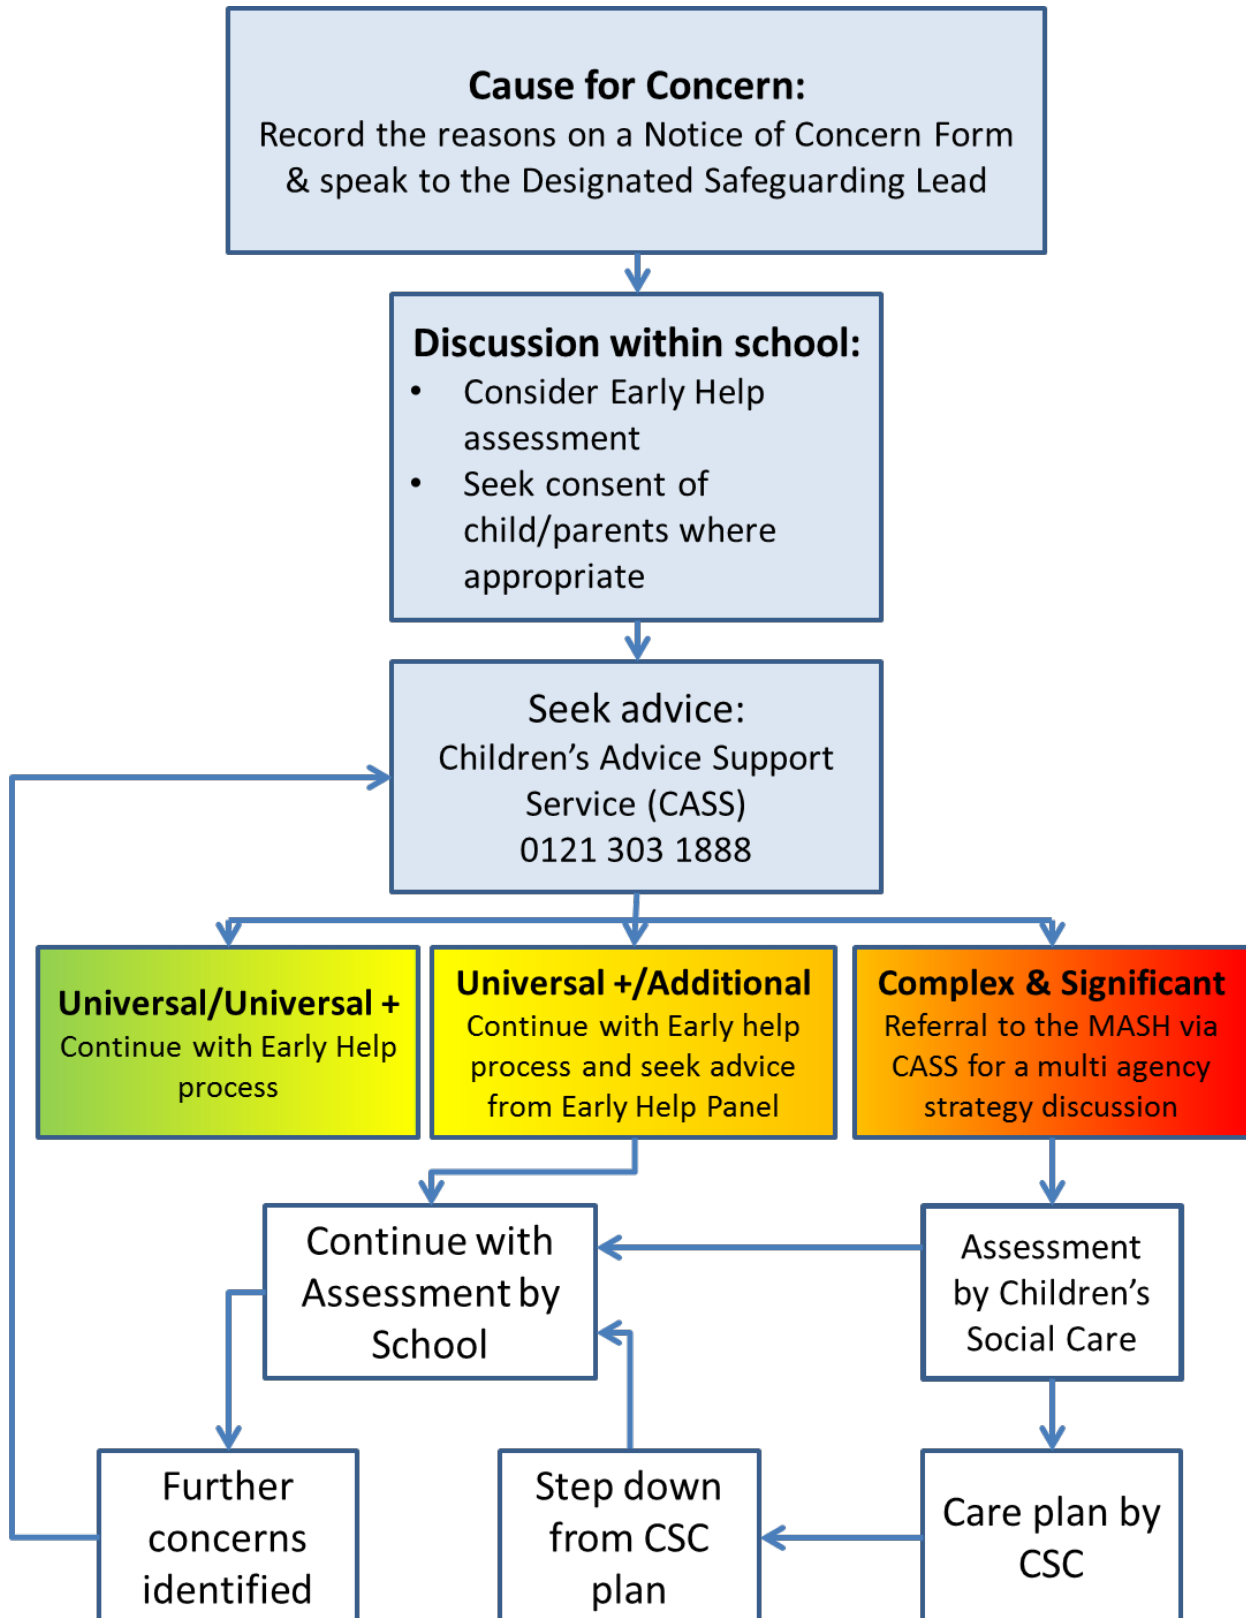 Cause for Concern:
Record the reasons on a Notice of Concern Form
& speak to the Designated Safeguarding Lead
Discussion within school:
• Consider Early Help
assessment
• Seek consent of
child/parents where
appropriate
Seek advice:
Children’s Advice Support
Service (CASS)
0121 303 1888
Universal/Universal +
Continue with Early Help
process
Universal +/Additional
Continue with Early help
process and seek advice
from Early Help Panel
Complex & Significant
Referral to the MASH via
CASS for a multi agency
strategy discussion
Continue with
Assessment by
School
Assessment
by Children’s
Social Care
Further
concerns
identified
Step down
from CSC
plan
Care plan by
CSC